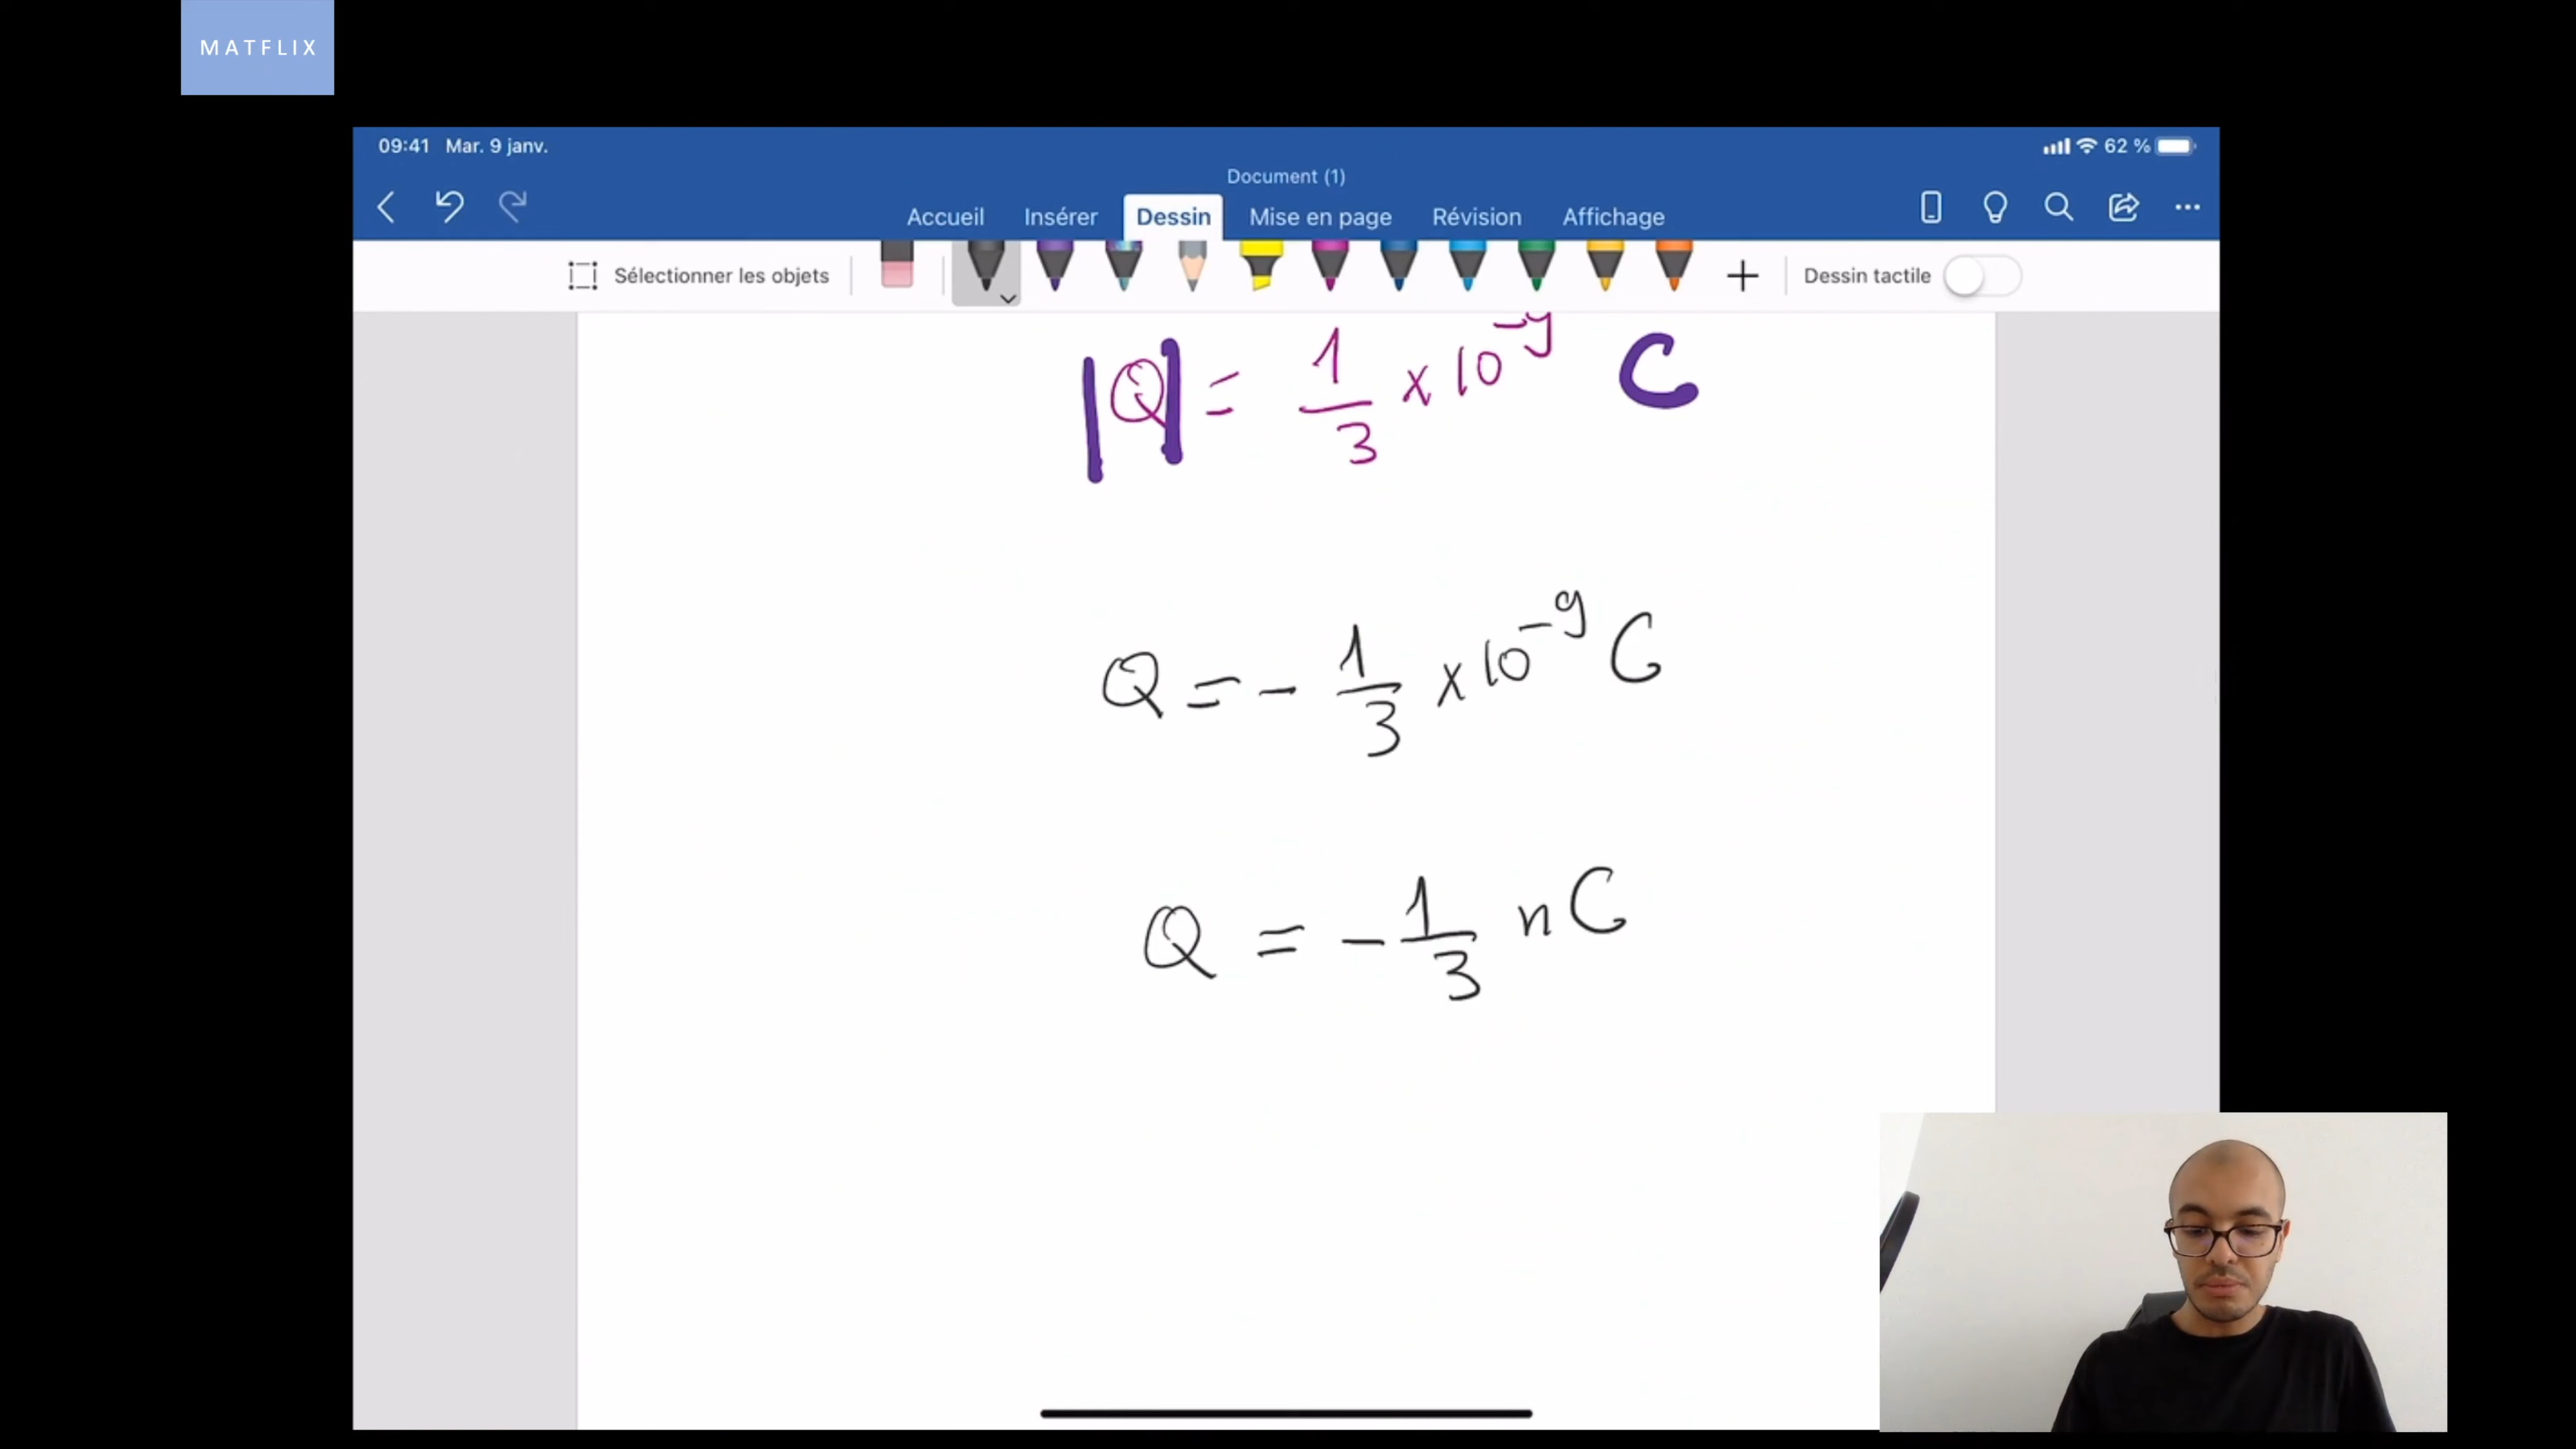 MATFLIX
09:41 Mar. 9 janv.
62 %
Document (1)
Accueil Insérer Dessin Mise en page Révision Affichage
Sélectionner les objets
Dessin tactile
|Q| = 1/3 × 10⁻⁹ C
Q = - 1/3 × 10⁻⁹ C
Q = - 1/3 nC